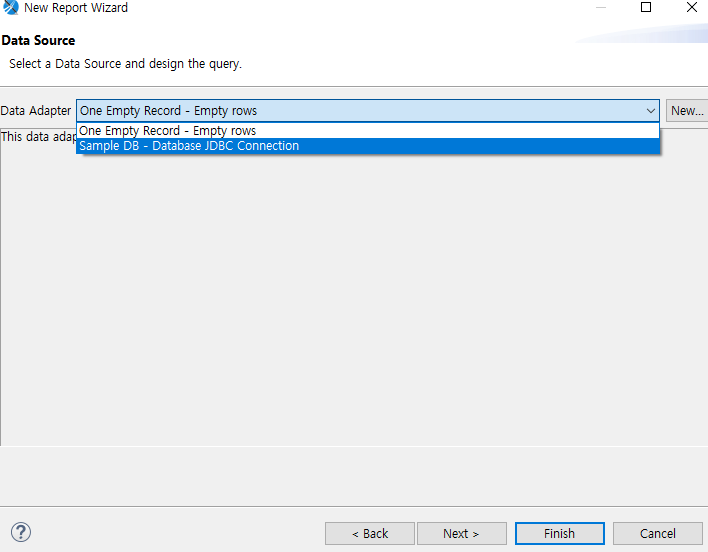 New Report Wizard
Data Source
Select a Data Source and design the query.
Data Adapter One Empty Record - Empty rows New...
One Empty Record - Empty rows
This data adap
Sample DB - Database JDBC Connection
< Back Next > Finish Cancel